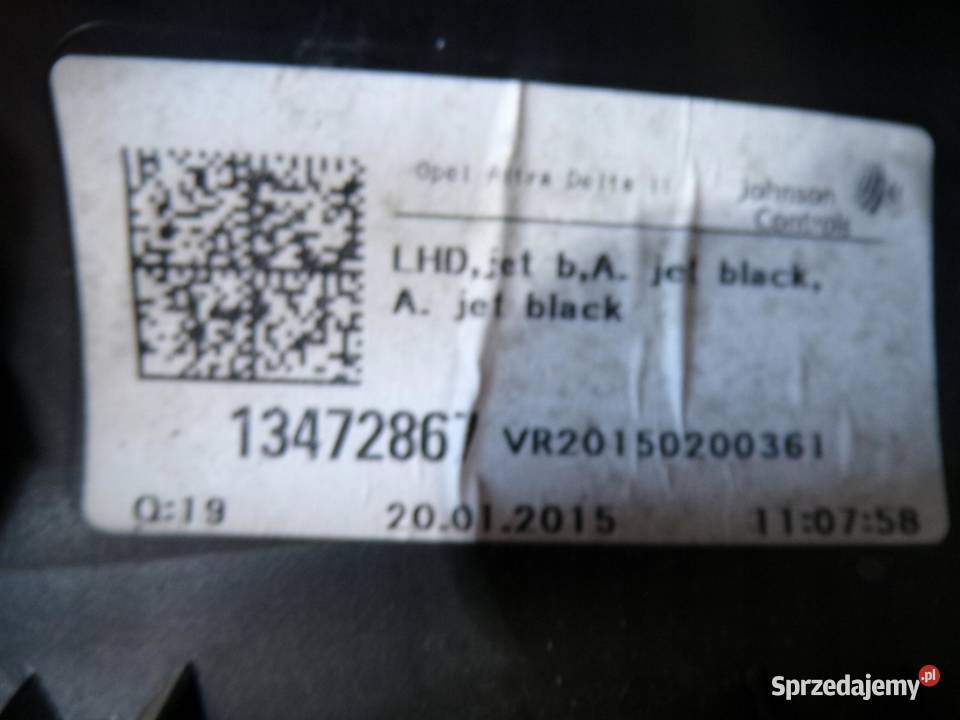 Opel Astra Delta II
Johnson
Controls
LHD,jet b,A. jet black,
A. jet black
13472867 VR20150200361
Q:19 20.01.2015 11:07:58
Sprzedajemy.pl